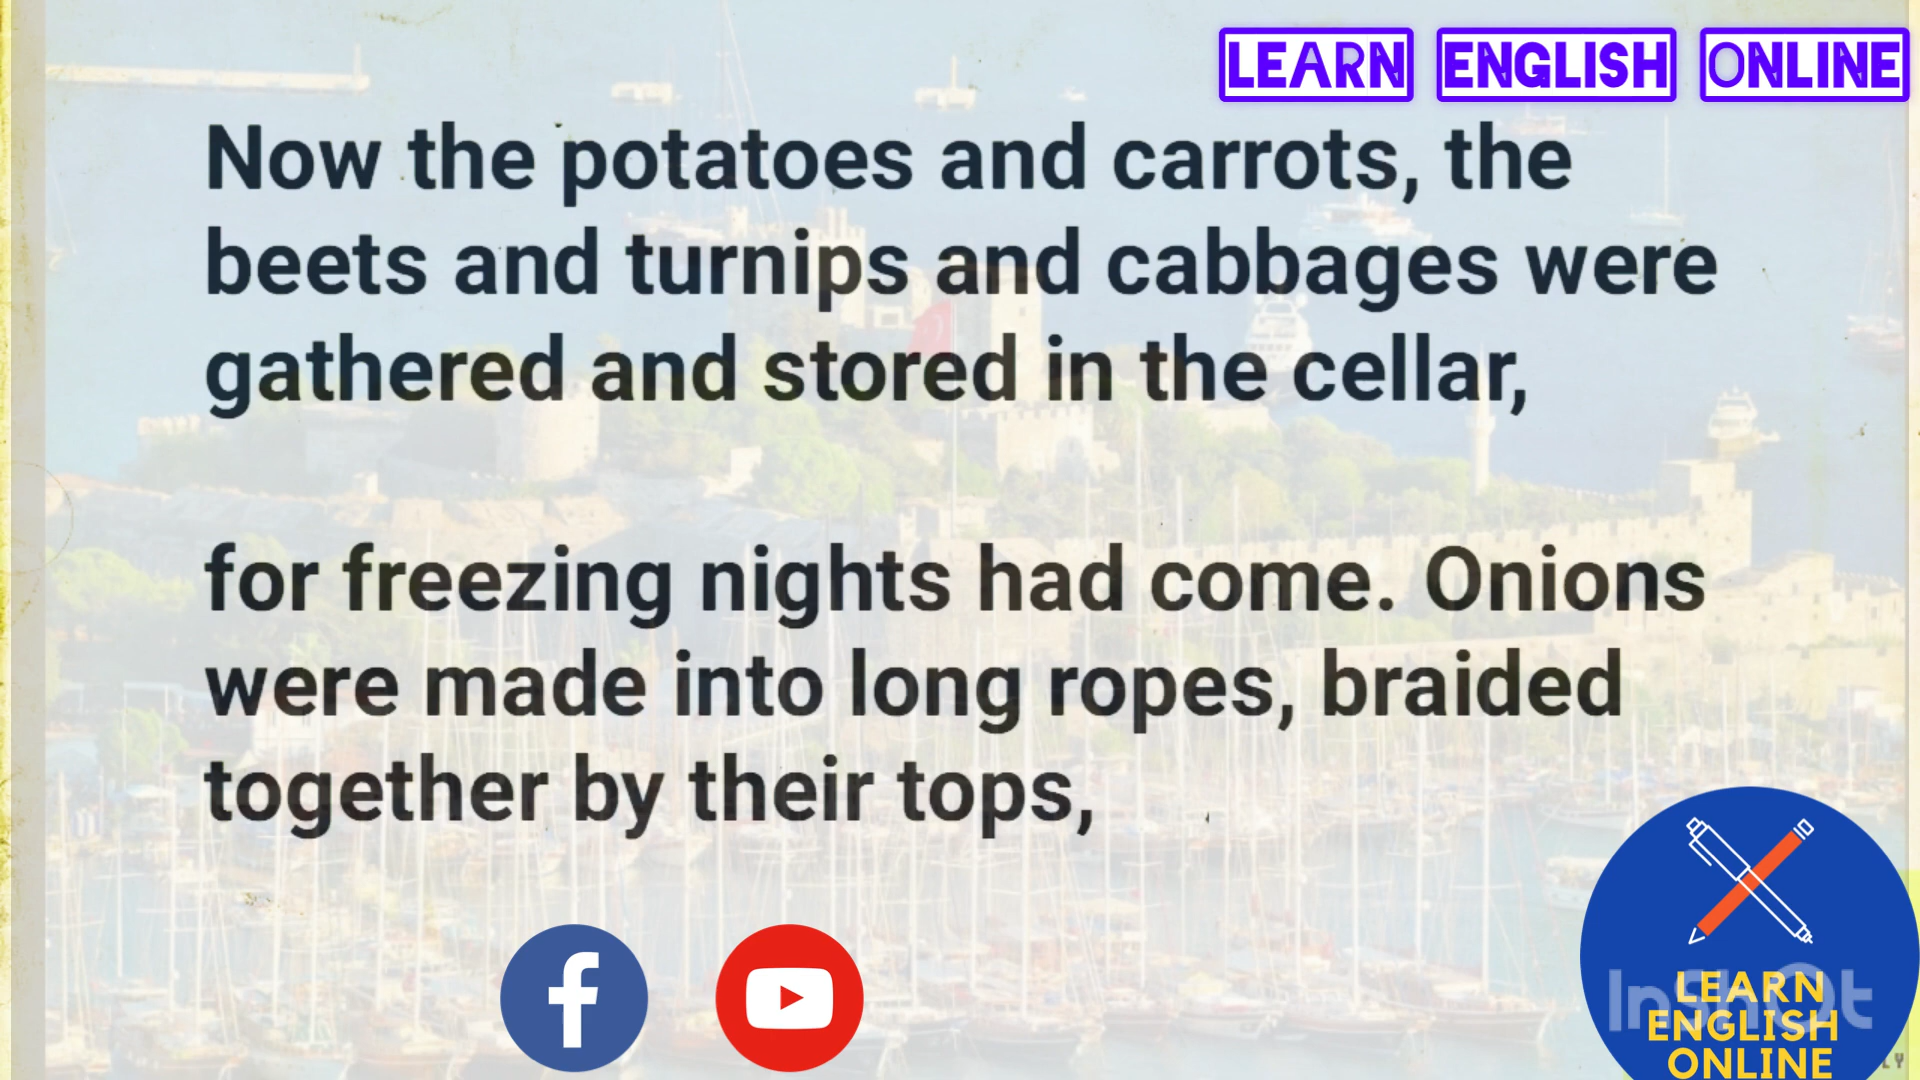 LEARN ENGLISH ONLINE
Now the potatoes and carrots, the
beets and turnips and cabbages were
gathered and stored in the cellar,
for freezing nights had come. Onions
were made into long ropes, braided
together by their tops,
InShOt
LEARN
ENGLISH
ONLINE